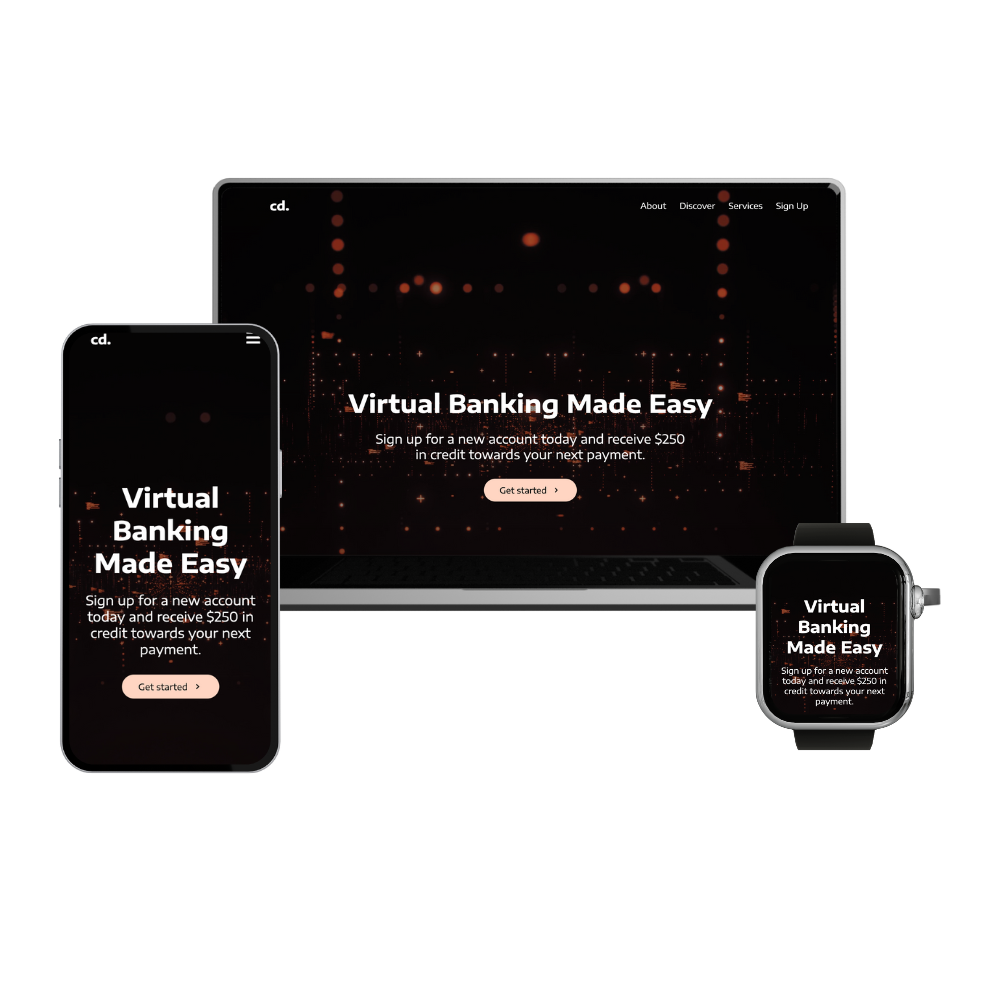 cd.
About Discover Services Sign Up
Virtual Banking Made Easy
Sign up for a new account today and receive $250
in credit towards your next payment.
Get started
cd.
Virtual
Banking
Made Easy
Sign up for a new account
today and receive $250 in
credit towards your next
payment.
Get started
Virtual
Banking
Made Easy
Sign up for a new account
today and receive $250 in
credit towards your next
payment.